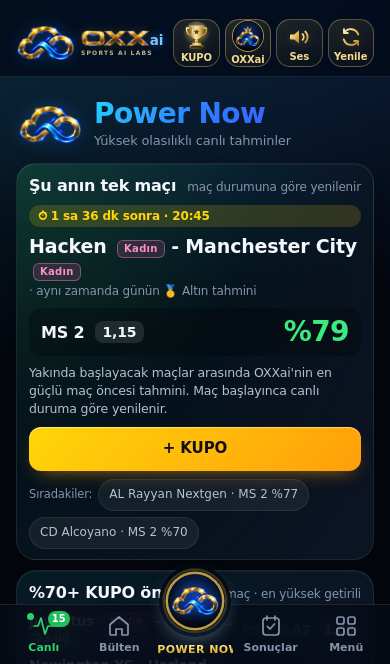 OXX ai
SPORTS AI LABS
KUPO
OXXai
Ses
Yenile
Power Now
Yüksek olasılıklı canlı tahminler
Şu anın tek maçı maç durumuna göre yenilenir
1 sa 36 dk sonra · 20:45
Hacken Kadın - Manchester City
Kadın
· aynı zamanda günün 🥇 Altın tahmini
MS 2 1,15 %79
Yakında başlayacak maçlar arasında OXXai'nin en
güçlü maç öncesi tahmini. Maç başlayınca canlı
duruma göre yenilenir.
+ KUPO
Sıradakiler: AL Rayyan Nextgen · MS 2 %77
CD Alcoyano · MS 2 %70
%70+ KUPO ön maç · en yüksek getirili
15
Canlı
Bülten
POWER NOW
Sonuçlar
Menü